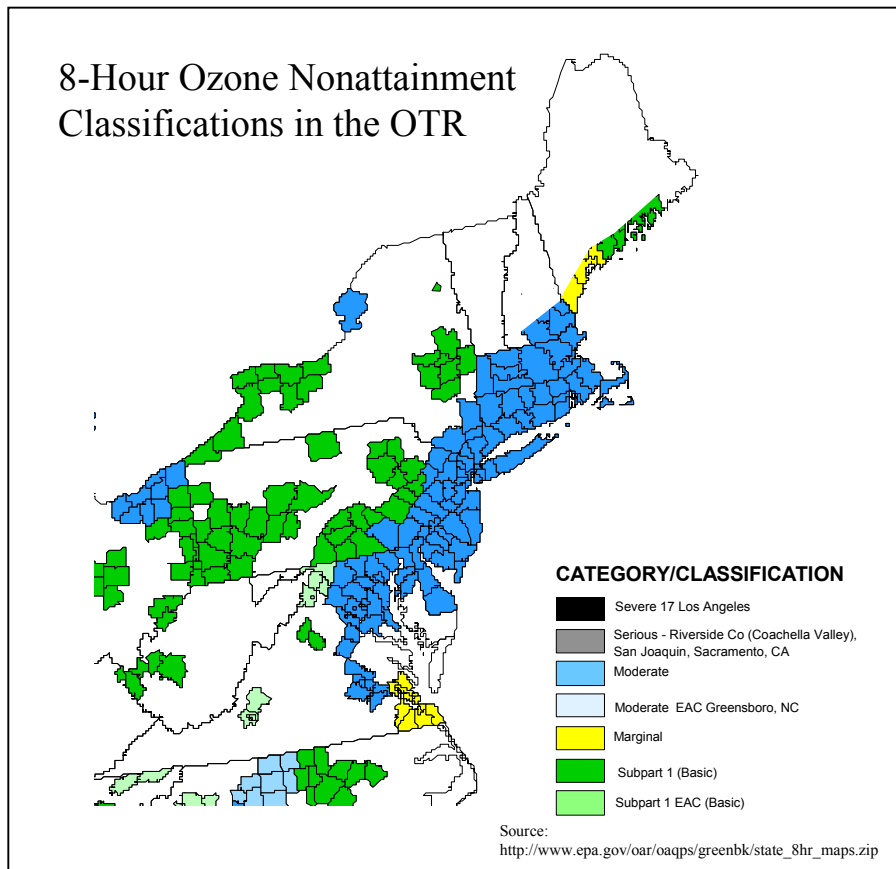 8-Hour Ozone Nonattainment
Classifications in the OTR
CATEGORY/CLASSIFICATION
Severe 17 Los Angeles
Serious - Riverside Co (Coachella Valley),
San Joaquin, Sacramento, CA
Moderate
Moderate EAC Greensboro, NC
Marginal
Subpart 1 (Basic)
Subpart 1 EAC (Basic)
Source:
http://www.epa.gov/oar/oaqps/greenbk/state_8hr_maps.zip